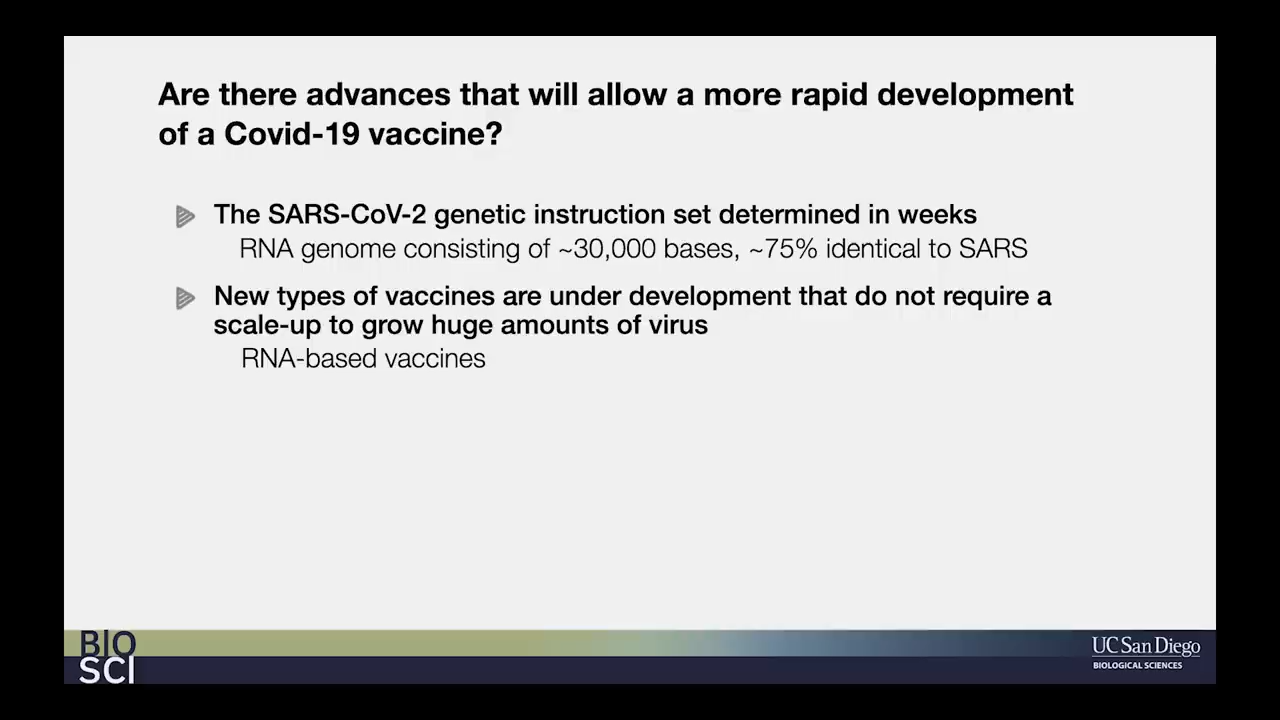 Are there advances that will allow a more rapid development
of a Covid-19 vaccine?
The SARS-CoV-2 genetic instruction set determined in weeks
RNA genome consisting of ~30,000 bases, ~75% identical to SARS
New types of vaccines are under development that do not require a
scale-up to grow huge amounts of virus
RNA-based vaccines
BIO
SCI
UC San Diego
BIOLOGICAL SCIENCES